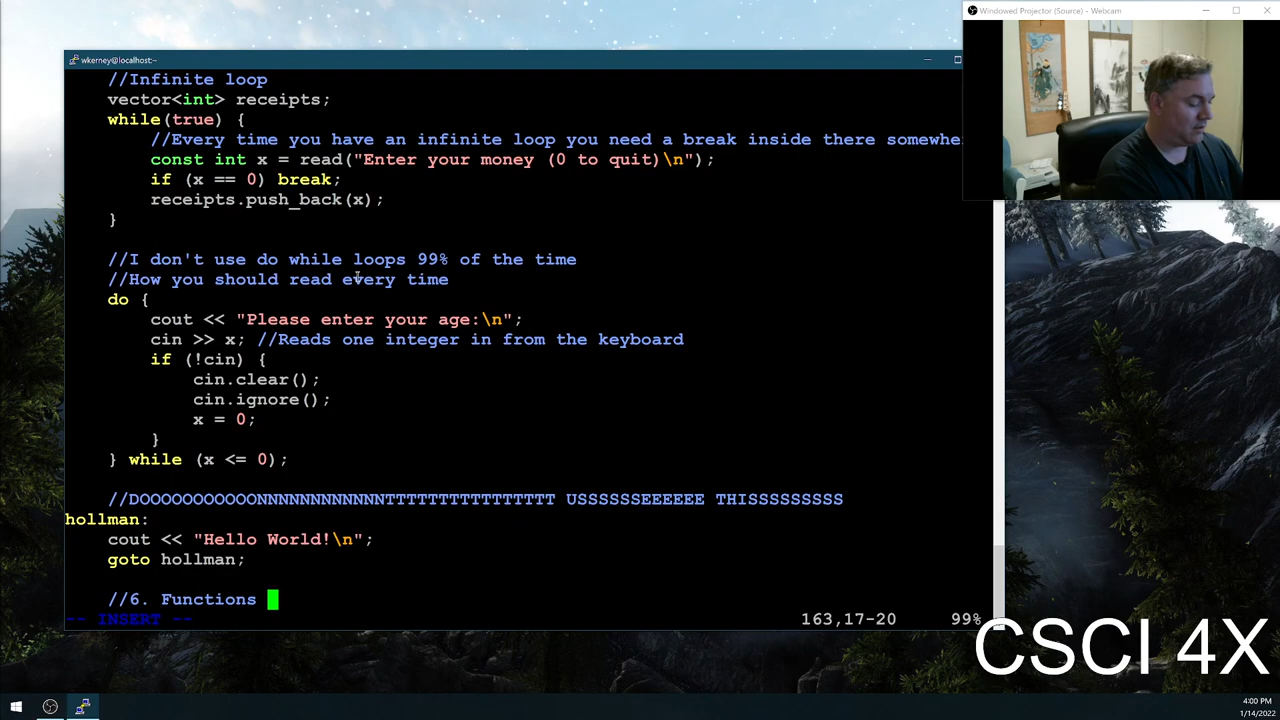 Windowed Projector (Source) - Webcam
wkerney@localhost:~
//Infinite loop
vector<int> receipts;
while(true) {
//Every time you have an infinite loop you need a break inside there somewhe
const int x = read("Enter your money (0 to quit)\n");
if (x == 0) break;
receipts.push_back(x);
}
//I don't use do while loops 99% of the time
//How you should read every time
do {
cout << "Please enter your age:\n";
cin >> x; //Reads one integer in from the keyboard
if (!cin) {
cin.clear();
cin.ignore();
x = 0;
}
} while (x <= 0);
//DOOOOOOOOOOONNNNNNNNNNNNTTTTTTTTTTTTTTTT USSSSSSEEEEEE THISSSSSSSSS
hollman:
cout << "Hello World!\n";
goto hollman;
//6. Functions
-- INSERT -- 163,17-20 99%
CSCI 4X
4:00 PM
1/14/2022